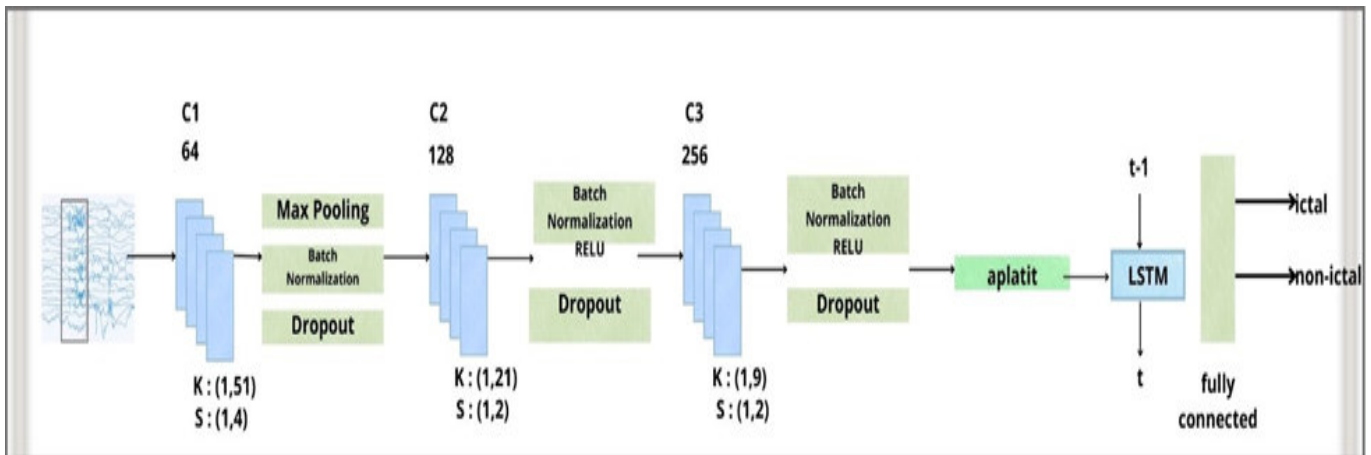 C1
64
Max Pooling
Batch
Normalization
Dropout
K : (1,51)
S : (1,4)
C2
128
Batch
Normalization
RELU
Dropout
K : (1,21)
S : (1,2)
C3
256
Batch
Normalization
RELU
Dropout
K : (1,9)
S : (1,2)
aplatit
t-1
LSTM
t
fully
connected
ictal
non-ictal